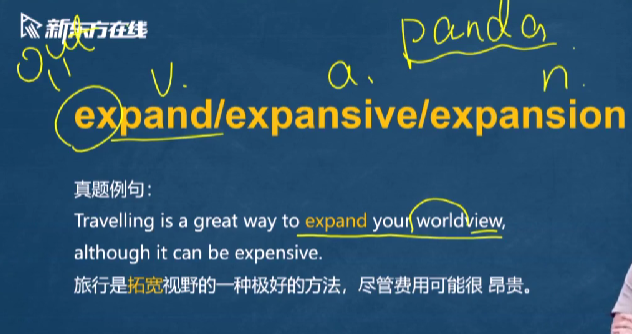 新东方在线
out
v. a. panda n.
expand/expansive/expansion
真题例句：
Travelling is a great way to expand your worldview,
although it can be expensive.
旅行是拓宽视野的一种极好的方法，尽管费用可能很 昂贵。